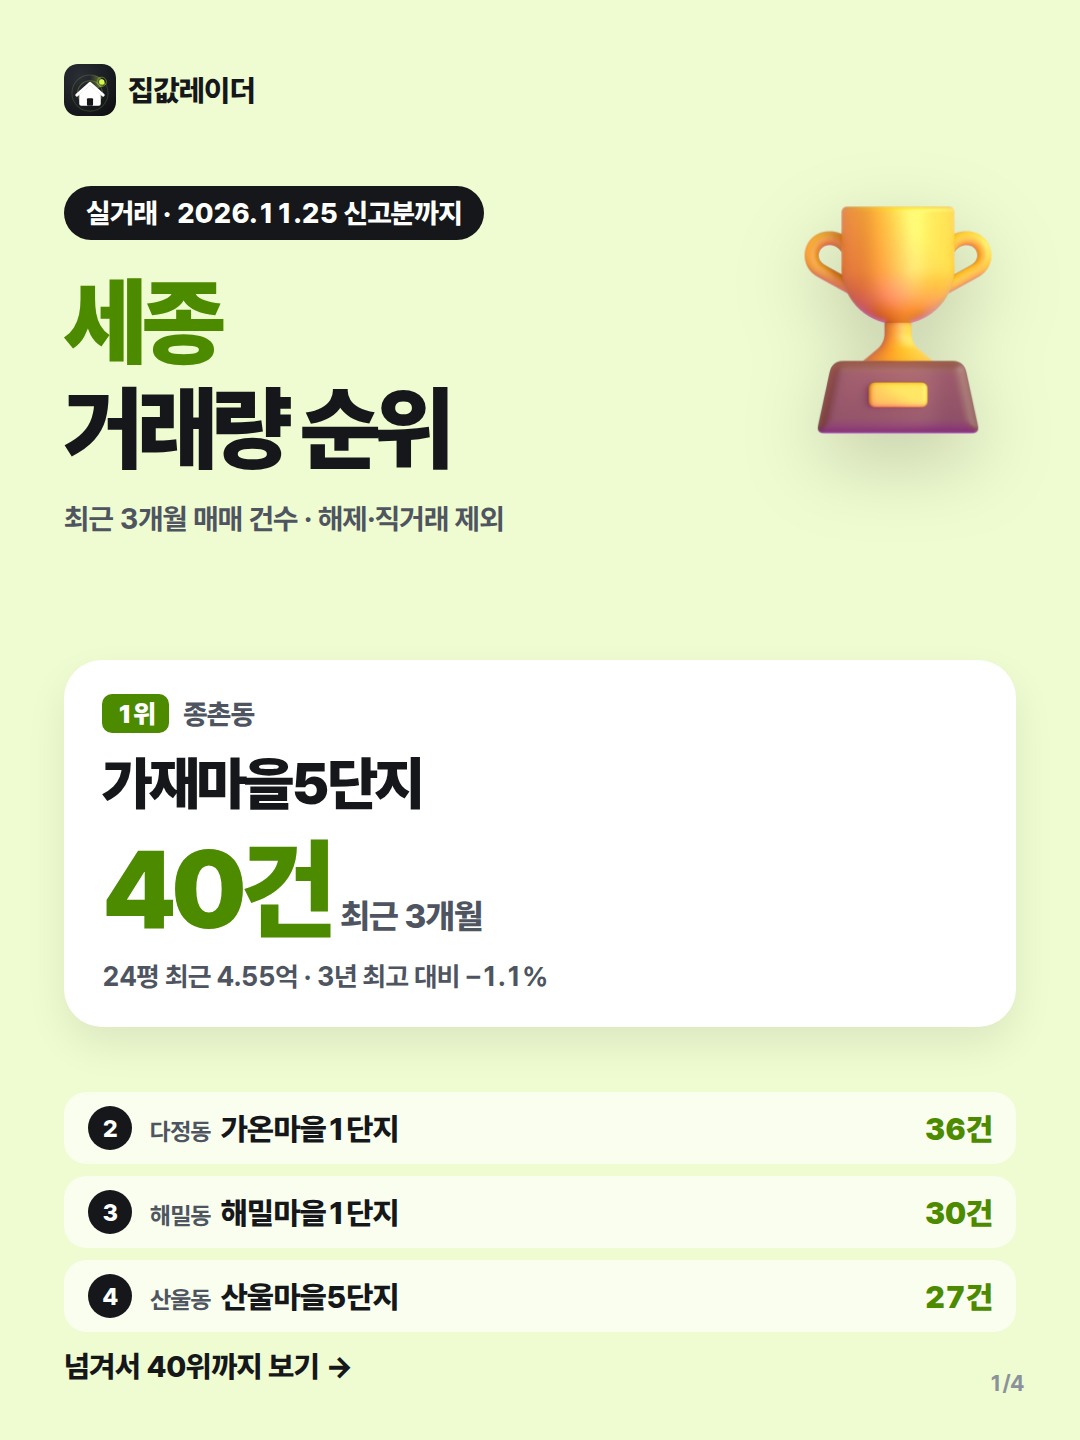 집값레이더
실거래 · 2026.11.25 신고분까지
세종
거래량 순위
최근 3개월 매매 건수 · 해제·직거래 제외
1위 종촌동
가재마을5단지
40건 최근 3개월
24평 최근 4.55억 · 3년 최고 대비 −1.1%
2 다정동 가온마을1단지 36건
3 해밀동 해밀마을1단지 30건
4 산울동 산울마을5단지 27건
넘겨서 40위까지 보기 →
1/4